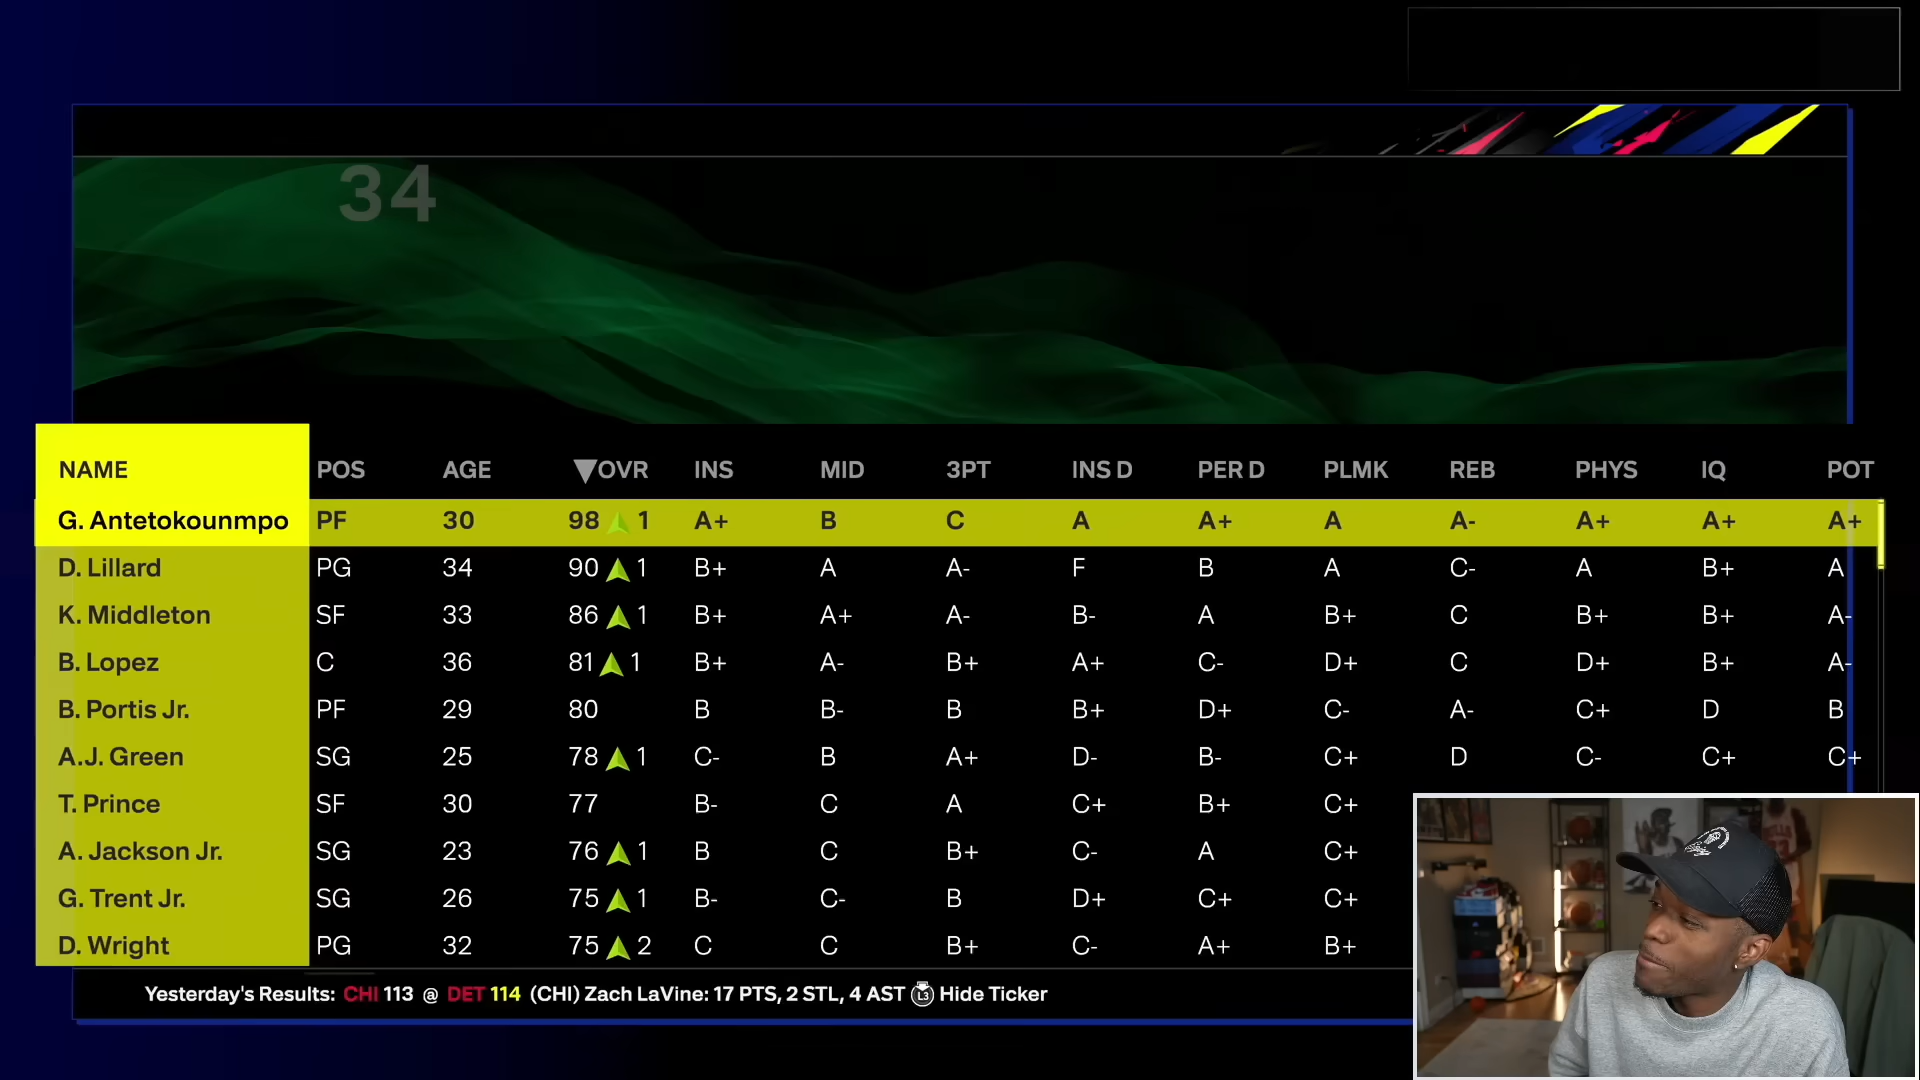 34
NAME POS AGE OVR INS MID 3PT INS D PER D PLMK REB PHYS IQ POT
G. Antetokounmpo PF 30 98 1 A+ B C A A+ A A- A+ A+ A+
D. Lillard PG 34 90 1 B+ A A- F B A C- A B+ A
K. Middleton SF 33 86 1 B+ A+ A- B- A B+ C B+ B+ A-
B. Lopez C 36 81 1 B+ A- B+ A+ C- D+ C D+ B+ A-
B. Portis Jr. PF 29 80 B B- B B+ D+ C- A- C+ D B
A.J. Green SG 25 78 1 C- B A+ D- B- C+ D C- C+ C+
T. Prince SF 30 77 B- C A C+ B+ C+
A. Jackson Jr. SG 23 76 1 B C B+ C- A C+
G. Trent Jr. SG 26 75 1 B- C- B D+ C+ C+
D. Wright PG 32 75 2 C C B+ C- A+ B+
Yesterday's Results: CHI 113 @ DET 114 (CHI) Zach LaVine: 17 PTS, 2 STL, 4 AST L3 Hide Ticker